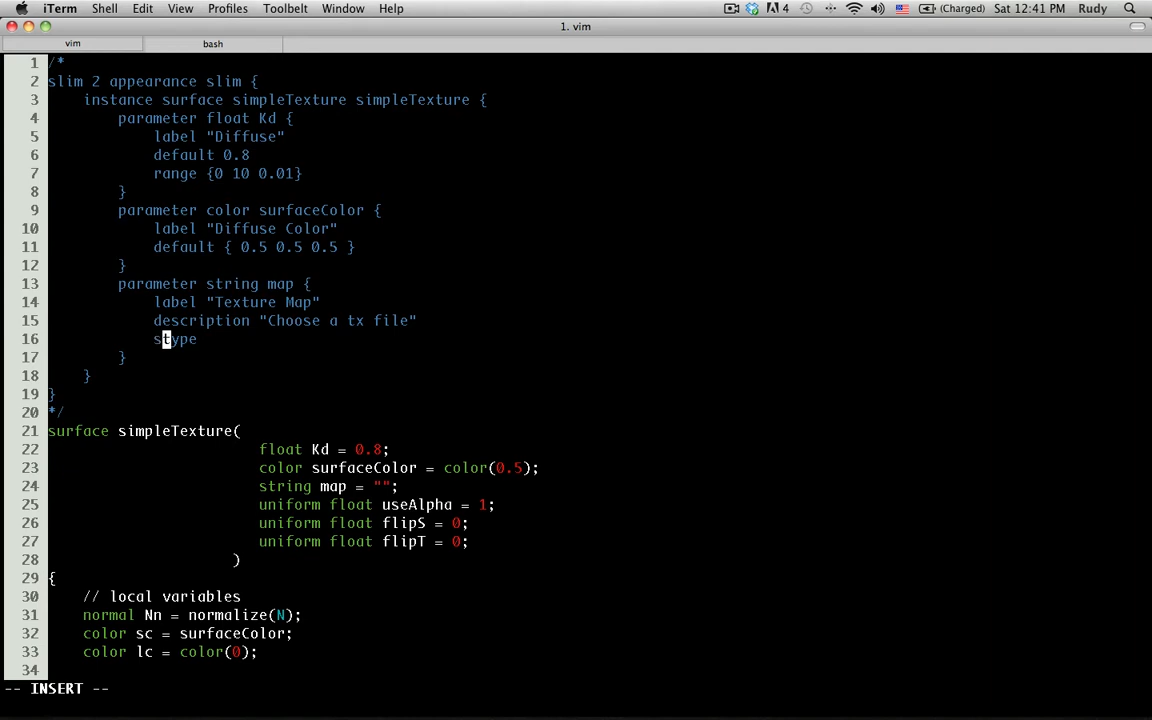 iTerm Shell Edit View Profiles Toolbelt Window Help 4 (Charged) Sat 12:41 PM Rudy
1. vim
vim bash
1 /*
2 slim 2 appearance slim {
3 instance surface simpleTexture simpleTexture {
4 parameter float Kd {
5 label "Diffuse"
6 default 0.8
7 range {0 10 0.01}
8 }
9 parameter color surfaceColor {
10 label "Diffuse Color"
11 default { 0.5 0.5 0.5 }
12 }
13 parameter string map {
14 label "Texture Map"
15 description "Choose a tx file"
16 stype
17 }
18 }
19 }
20 */
21 surface simpleTexture(
22 float Kd = 0.8;
23 color surfaceColor = color(0.5);
24 string map = "";
25 uniform float useAlpha = 1;
26 uniform float flipS = 0;
27 uniform float flipT = 0;
28 )
29 {
30 // local variables
31 normal Nn = normalize(N);
32 color sc = surfaceColor;
33 color lc = color(0);
34
-- INSERT --